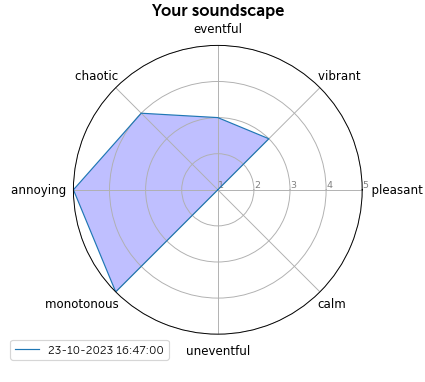 Your soundscape
eventful
chaotic
vibrant
annoying
1 2 3 4 5
pleasant
monotonous
calm
uneventful
23-10-2023 16:47:00